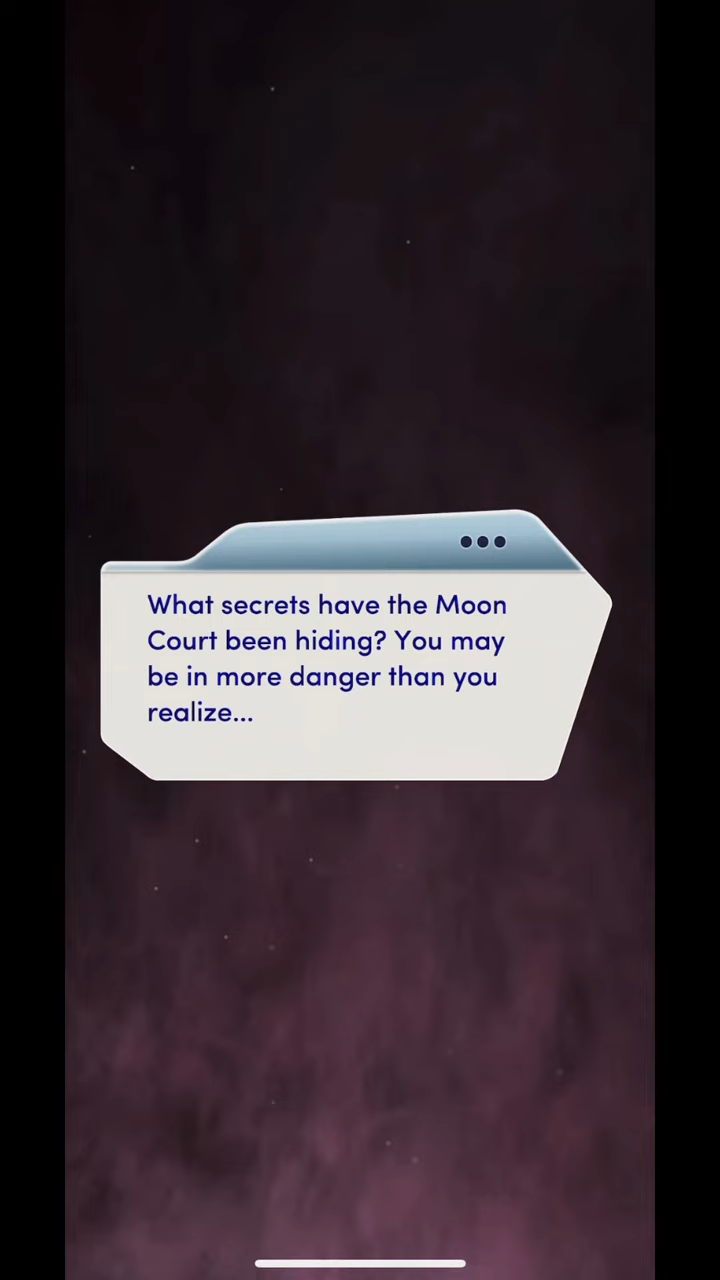 What secrets have the Moon
Court been hiding? You may
be in more danger than you
realize...